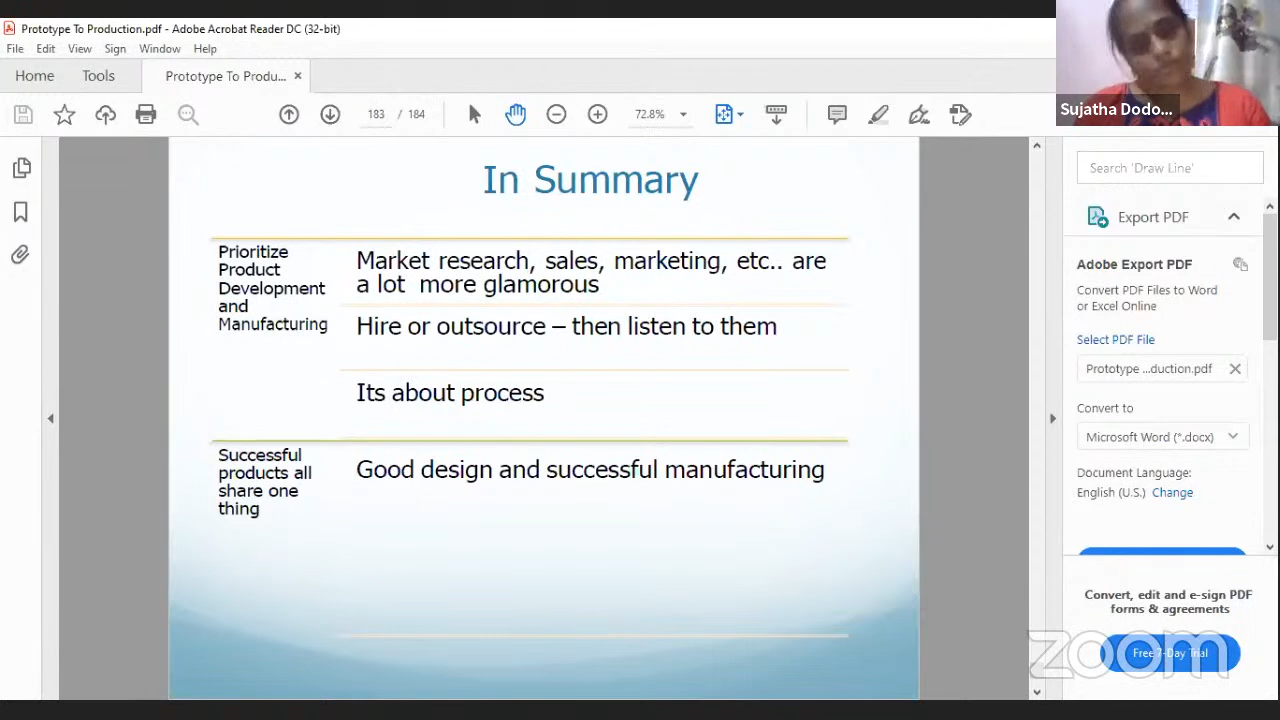 Prototype To Production.pdf - Adobe Acrobat Reader DC (32-bit)
File Edit View Sign Window Help
Home Tools Prototype To Produ... ×
183 / 184 72.8%
Sujatha Dodo...
In Summary
Prioritize
Product
Development
and
Manufacturing
Market research, sales, marketing, etc.. are
a lot more glamorous
Hire or outsource – then listen to them
Its about process
Successful
products all
share one
thing
Good design and successful manufacturing
Search 'Draw Line'
Export PDF
Adobe Export PDF
Convert PDF Files to Word
or Excel Online
Select PDF File
Prototype ...duction.pdf
Convert to
Microsoft Word (*.docx)
Document Language:
English (U.S.) Change
Convert, edit and e-sign PDF
forms & agreements
Free 7-Day Trial
zoom